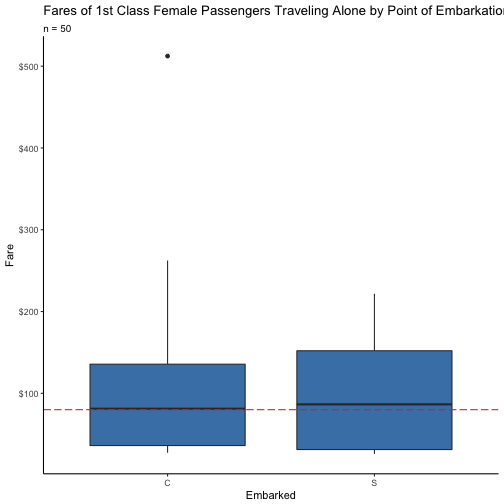 Fares of 1st Class Female Passengers Traveling Alone by Point of Embarkation
n = 50
$500
$400
$300
$200
$100
Fare
C
S
Embarked